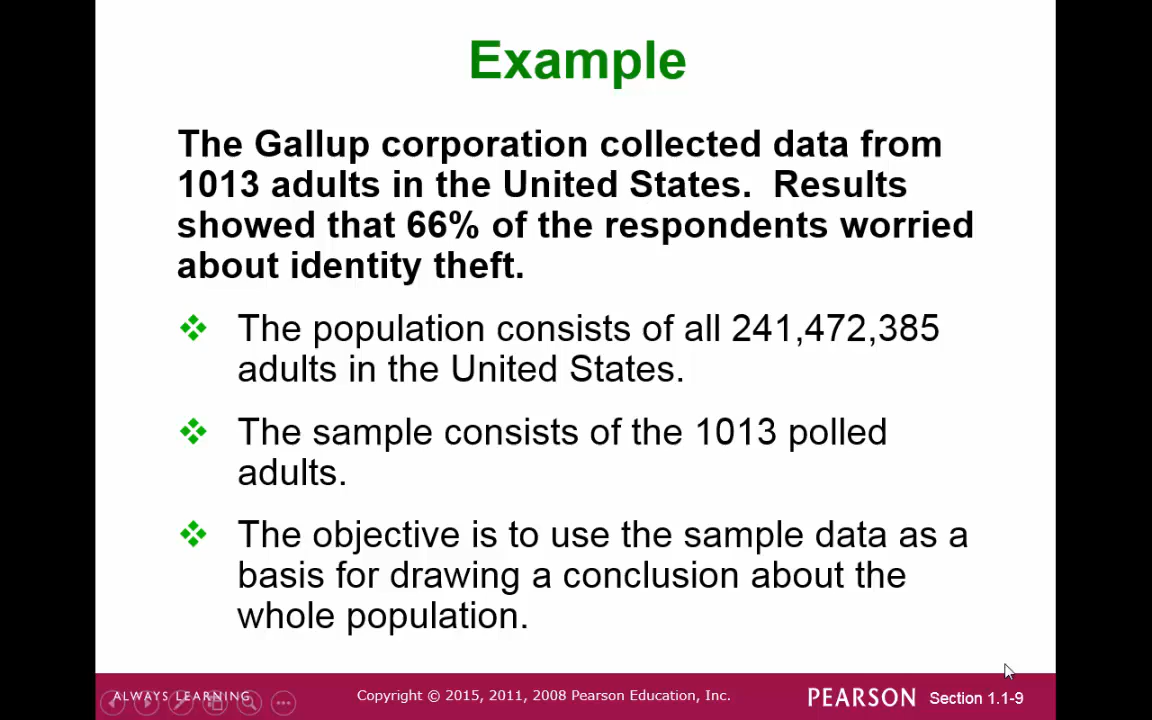 Example
The Gallup corporation collected data from
1013 adults in the United States.  Results
showed that 66% of the respondents worried
about identity theft.
The population consists of all 241,472,385
adults in the United States.
The sample consists of the 1013 polled
adults.
The objective is to use the sample data as a
basis for drawing a conclusion about the
whole population.
ALWAYS LEARNING
Copyright © 2015, 2011, 2008 Pearson Education, Inc.
PEARSON
Section 1.1-9